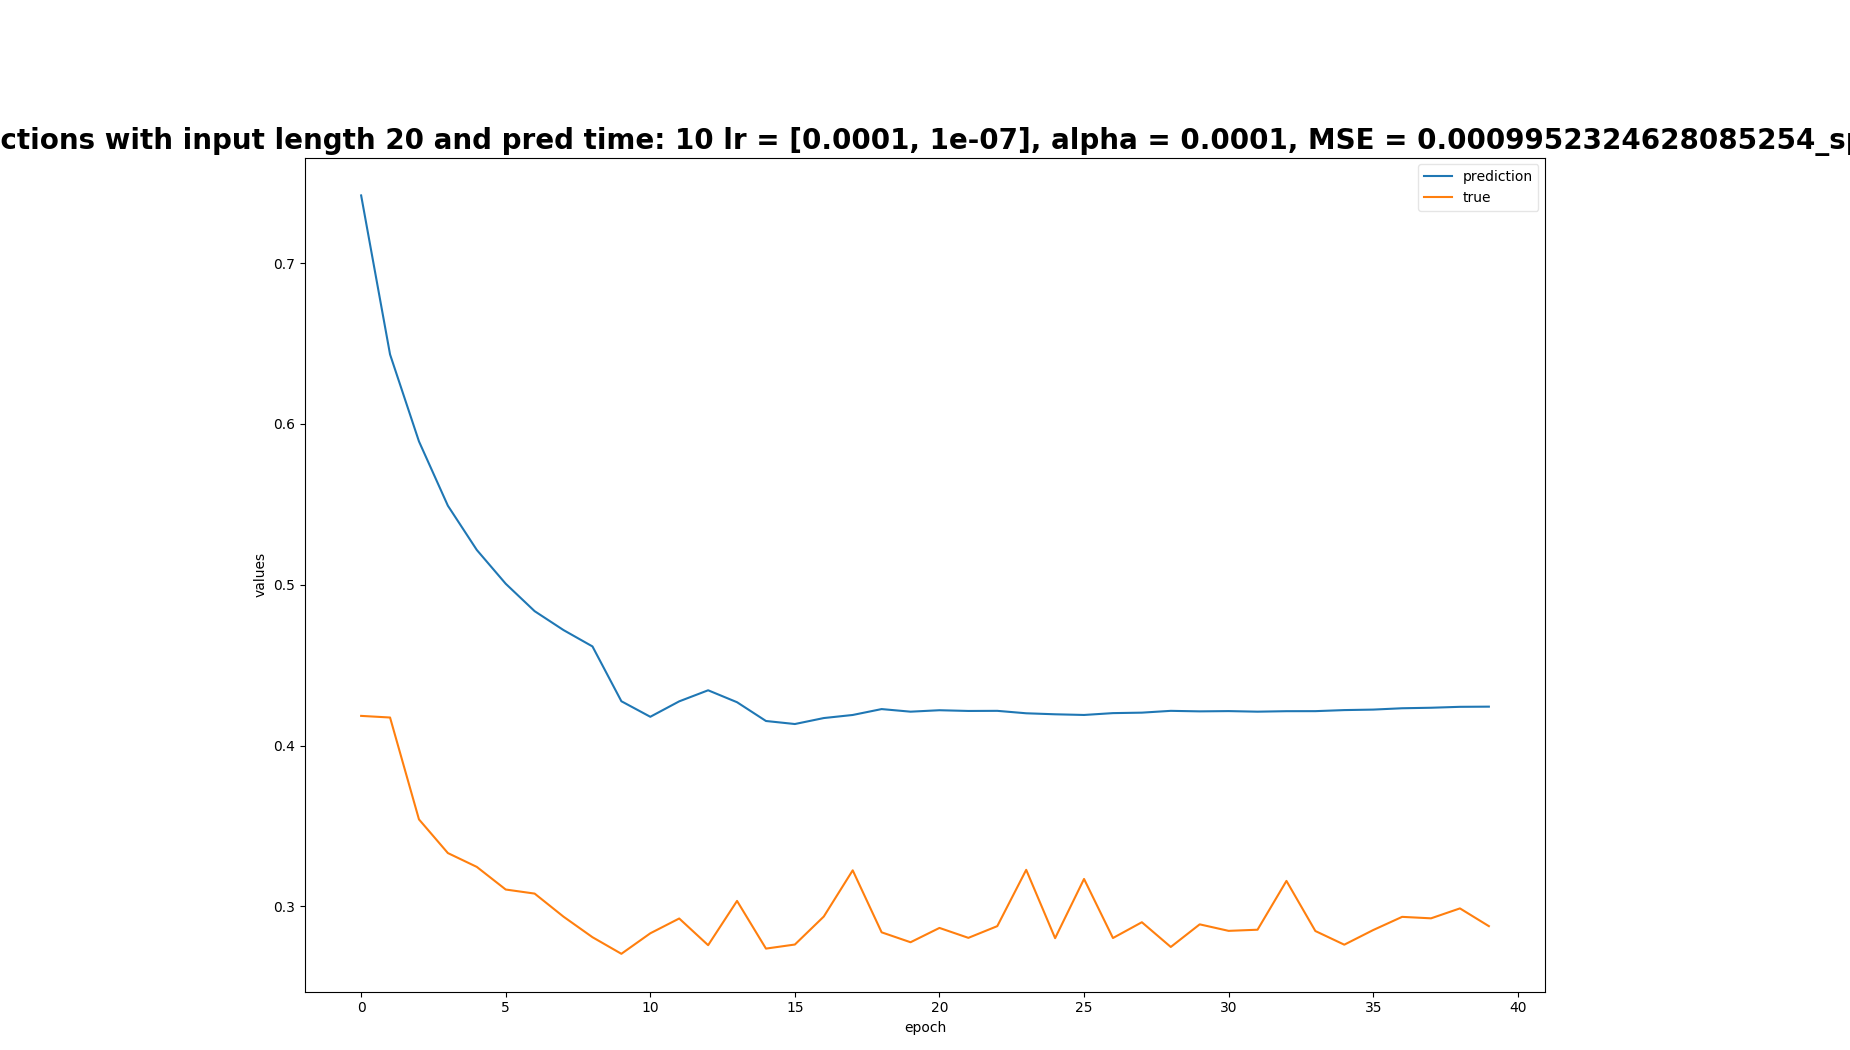 ctions with input length 20 and pred time: 10 lr = [0.0001, 1e-07], alpha = 0.0001, MSE = 0.0009952324628085254_sp
prediction
true
0.7
0.6
0.5
0.4
0.3
values
0 5 10 15 20 25 30 35 40
epoch